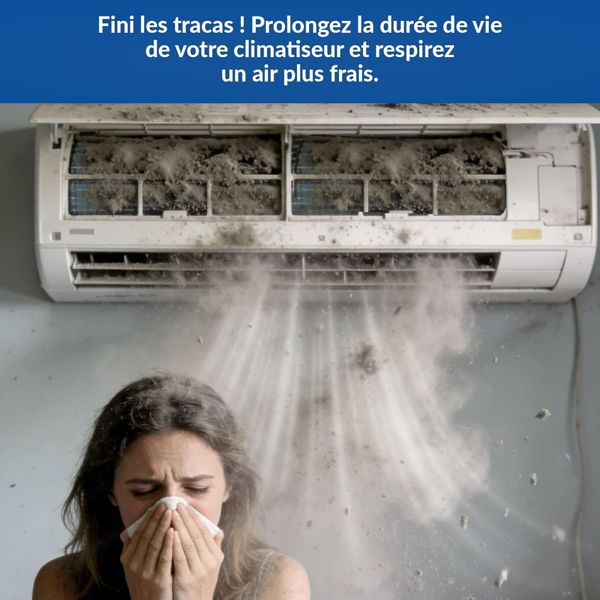 Fini les tracas ! Prolongez la durée de vie
de votre climatiseur et respirez
un air plus frais.